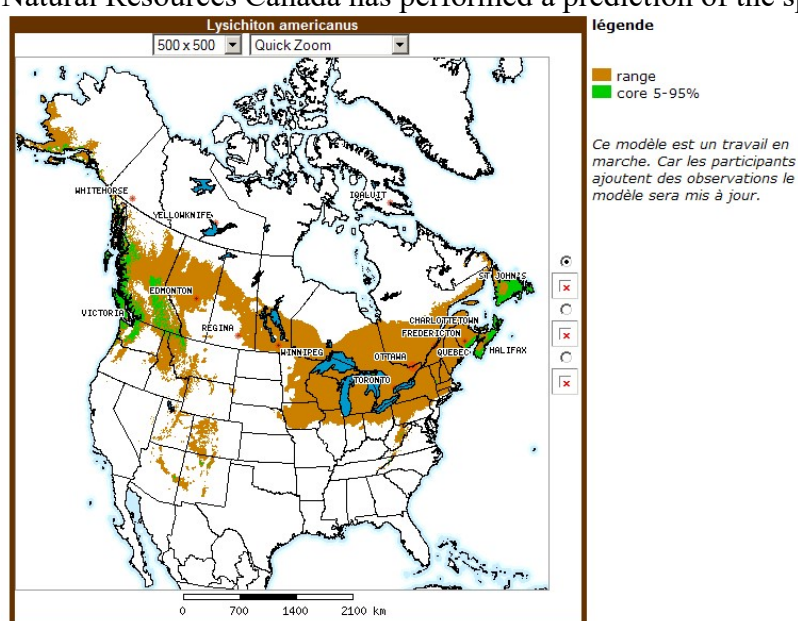 Natural Resources Canada has performed a prediction of the sp
Lysichiton americanus
500 x 500
Quick Zoom
légende
range
core 5-95%
Ce modèle est un travail en
marche. Car les participants
ajoutent des observations le
modèle sera mis à jour.
WHITEHORSE
IQALUIT
YELLOWKNIFE
ST JOHNIS
EDMONTON
CHARLOTTETOWN
VICTORIA
FREDERICTON
REGINA
WINNIPEG
OTTAWA
QUEBEC
HALIFAX
TORONTO
0 700 1400 2100 km